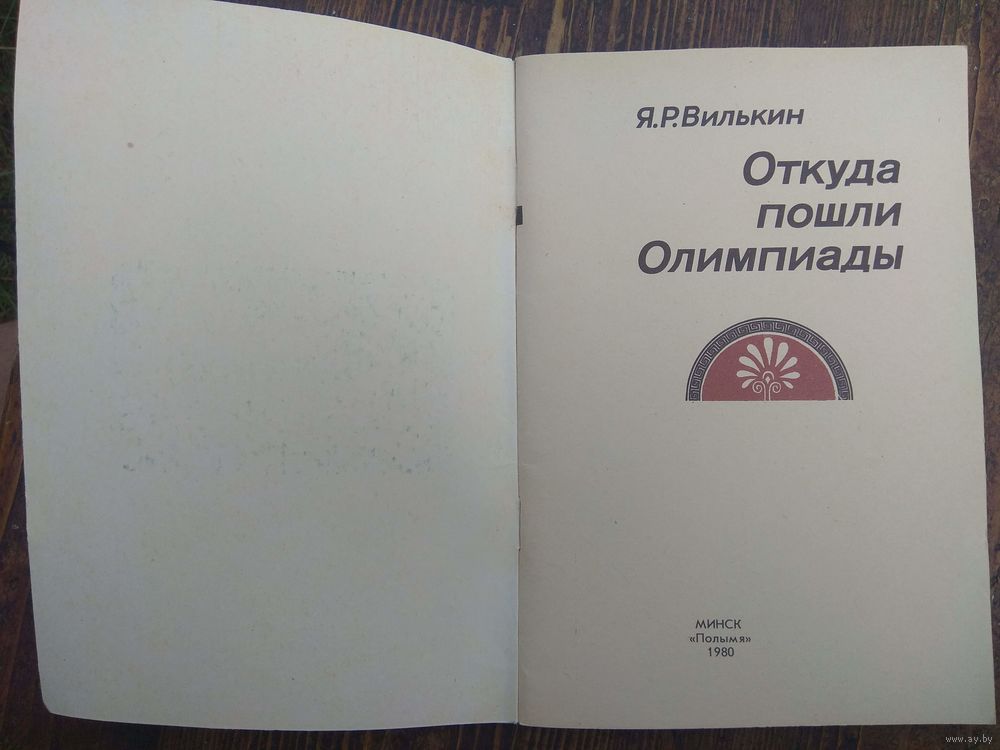 Я.Р.Вилькин
Откуда
пошли
Олимпиады
МИНСК
«Полымя»
1980
www.ay.by